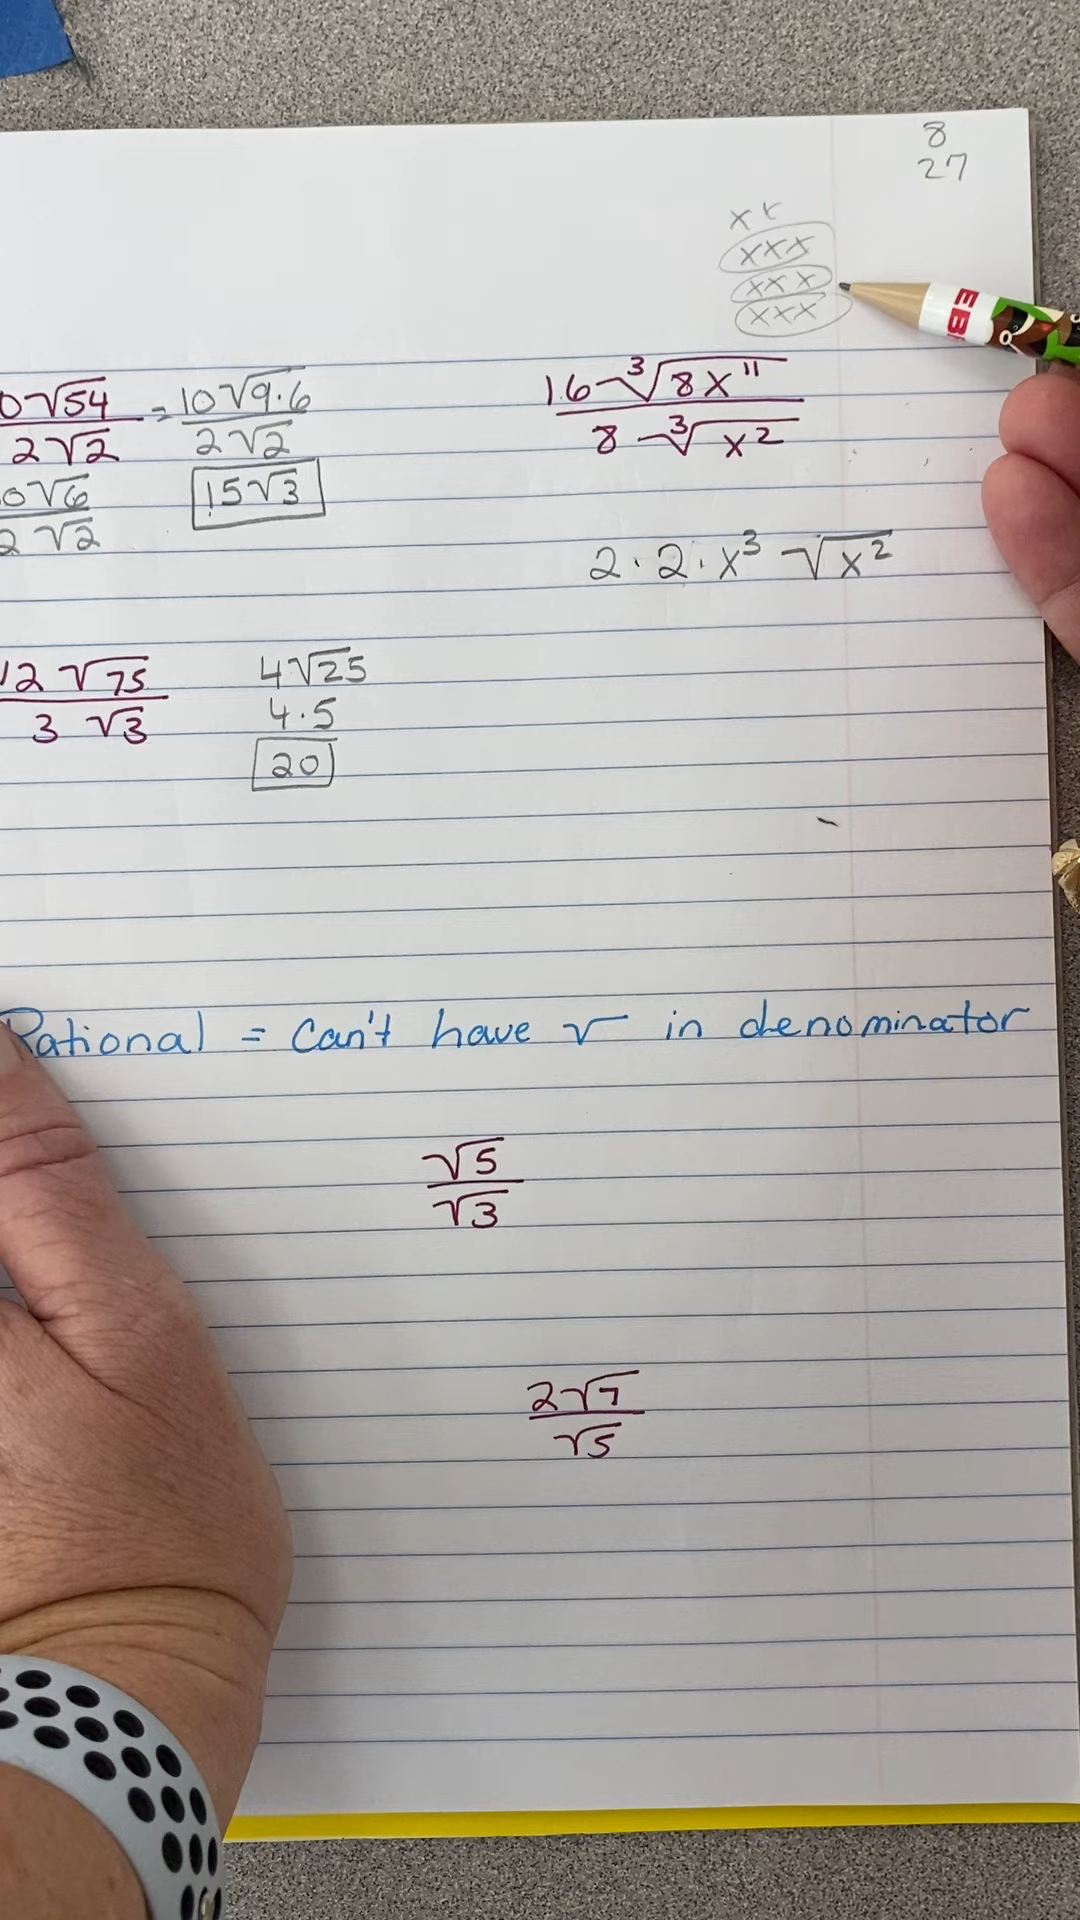 8
27
x x
xxx
xxx
xxx
EB
0√54 / 2√2 = 10√9·6 / 2√2
0√6 / 2√2
15√3
16 ∛8x¹¹ / 8 ∛x²
2·2·x³ √x²
12 √75 / 3 √3
4√25
4·5
20
Rational = Can't have √ in denominator
√5 / √3
2√7 / √5